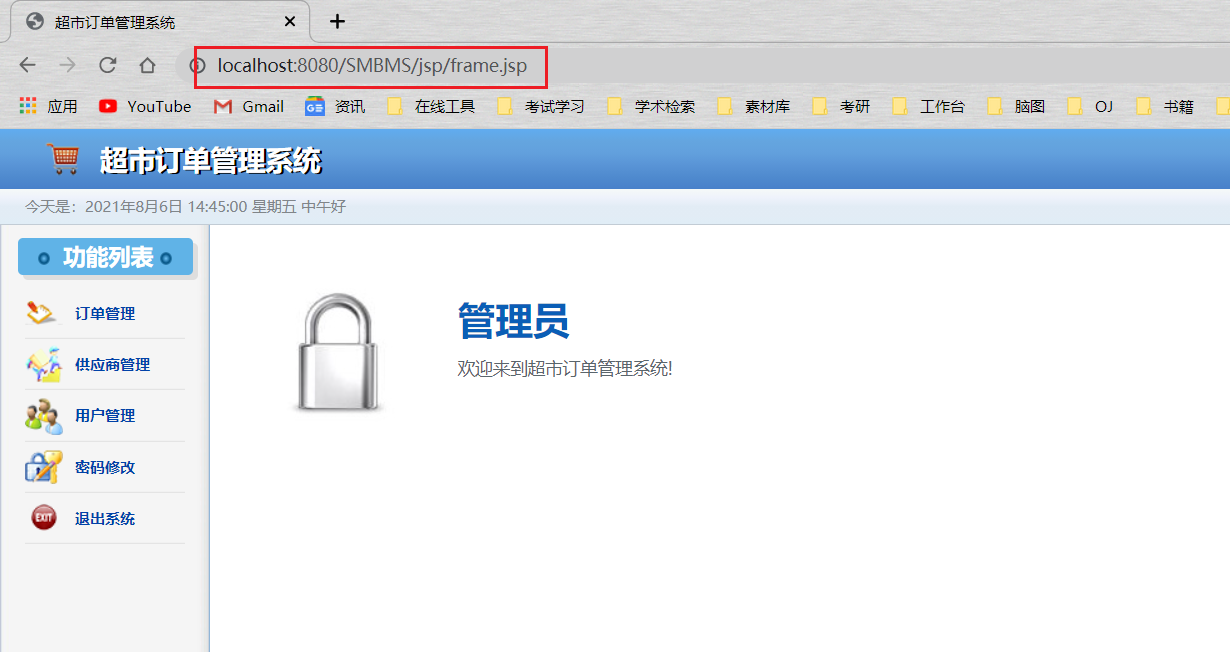 超市订单管理系统
localhost:8080/SMBMS/jsp/frame.jsp
应用 YouTube Gmail 资讯 在线工具 考试学习 学术检索 素材库 考研 工作台 脑图 OJ 书籍
超市订单管理系统
今天是：2021年8月6日 14:45:00 星期五 中午好
功能列表
订单管理
供应商管理
用户管理
密码修改
EXIT 退出系统
管理员
欢迎来到超市订单管理系统!